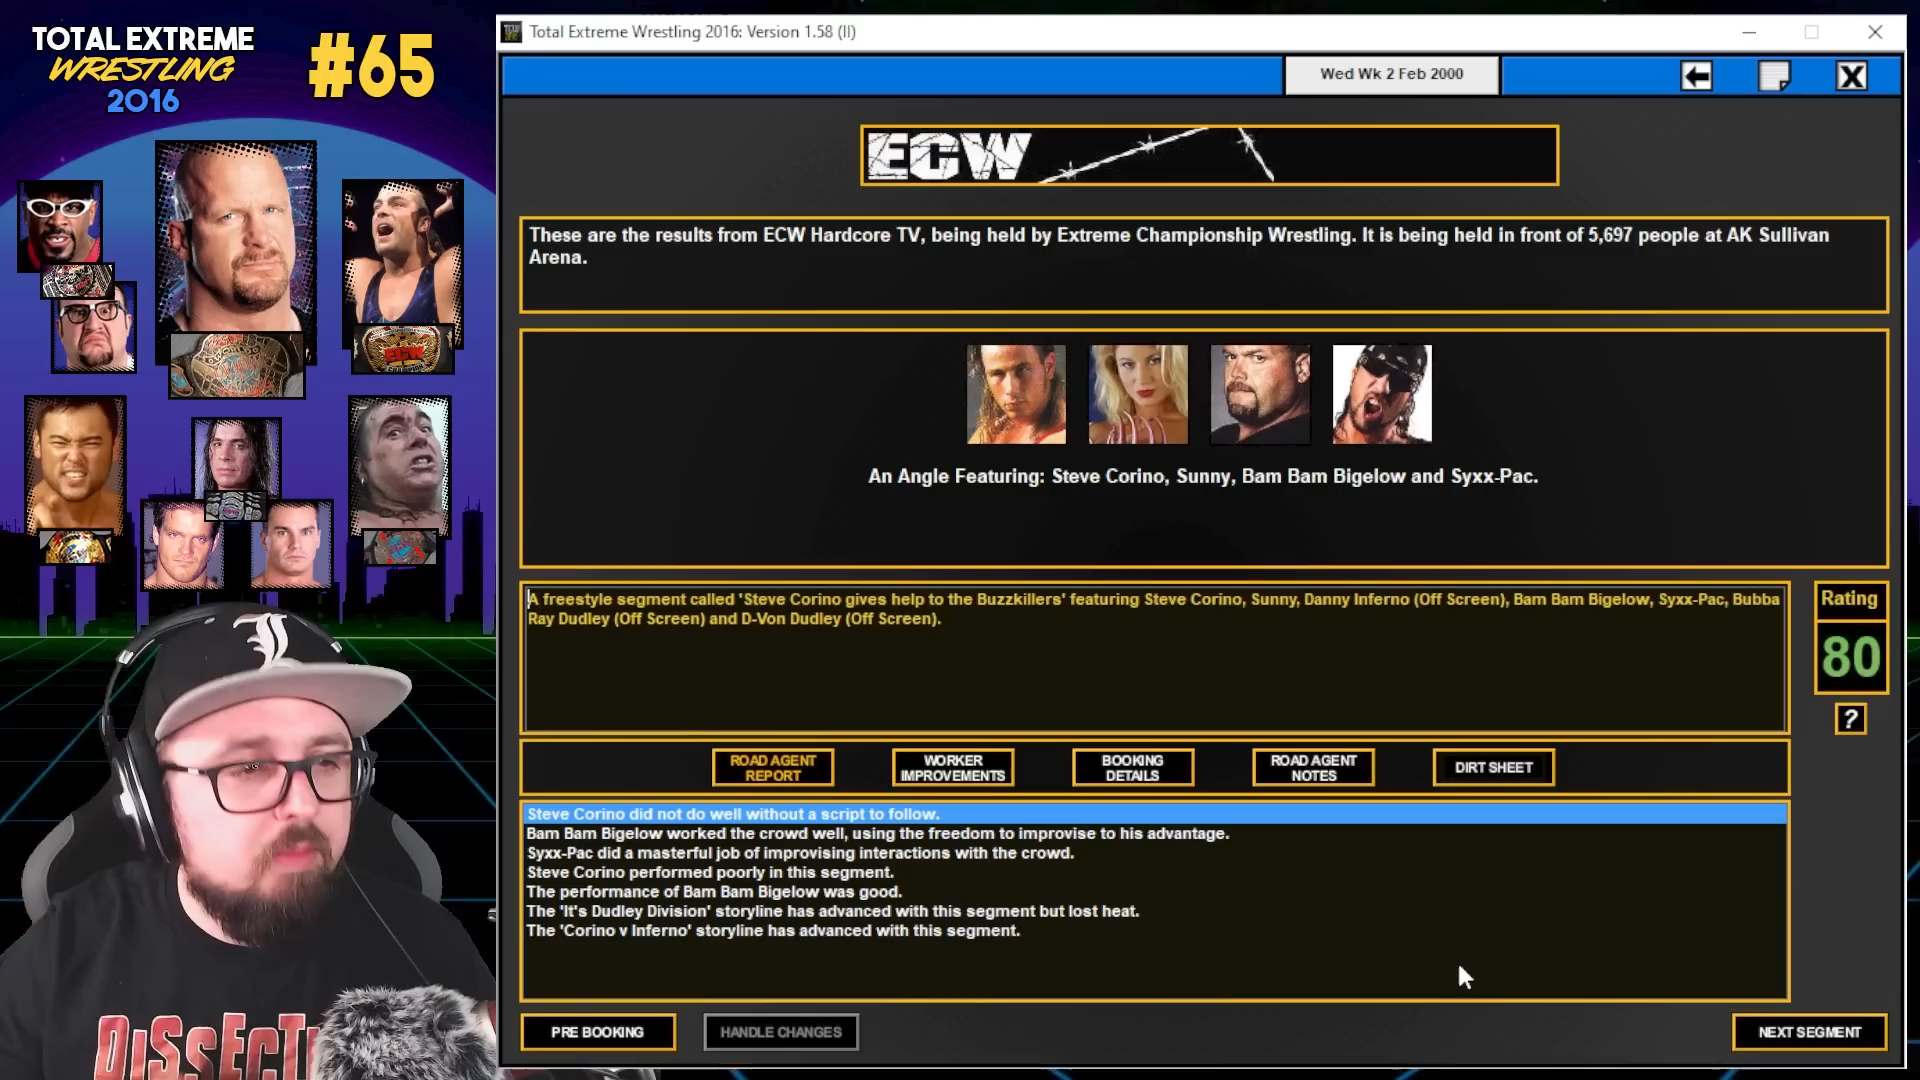 TOTAL EXTREME
WRESTLING
2016
#65
Total Extreme Wrestling 2016: Version 1.58 (II)
Wed Wk 2 Feb 2000
ECW
These are the results from ECW Hardcore TV, being held by Extreme Championship Wrestling. It is being held in front of 5,697 people at AK Sullivan
Arena.
An Angle Featuring: Steve Corino, Sunny, Bam Bam Bigelow and Syxx-Pac.
A freestyle segment called 'Steve Corino gives help to the Buzzkillers' featuring Steve Corino, Sunny, Danny Inferno (Off Screen), Bam Bam Bigelow, Syxx-Pac, Bubba
Ray Dudley (Off Screen) and D-Von Dudley (Off Screen).
Rating
80
?
ROAD AGENT
REPORT
WORKER
IMPROVEMENTS
BOOKING
DETAILS
ROAD AGENT
NOTES
DIRT SHEET
Steve Corino did not do well without a script to follow.
Bam Bam Bigelow worked the crowd well, using the freedom to improvise to his advantage.
Syxx-Pac did a masterful job of improvising interactions with the crowd.
Steve Corino performed poorly in this segment.
The performance of Bam Bam Bigelow was good.
The 'It's Dudley Division' storyline has advanced with this segment but lost heat.
The 'Corino v Inferno' storyline has advanced with this segment.
PRE BOOKING
HANDLE CHANGES
NEXT SEGMENT